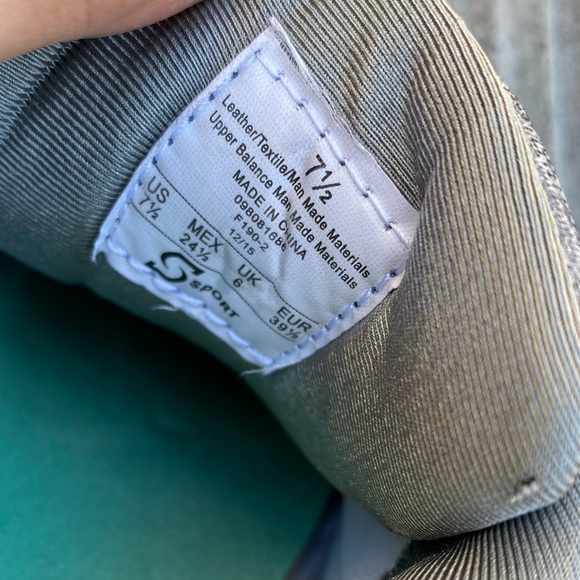 7½
Leather/Textile/Man Made Materials
Upper Balance Man Made Materials
MADE IN CHINA
098081686
F190-2
12/15
US MEX UK EUR
7½ 24½ 6 39½
S SPORT